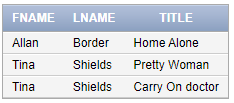 FNAME LNAME TITLE
Allan Border Home Alone
Tina Shields Pretty Woman
Tina Shields Carry On doctor